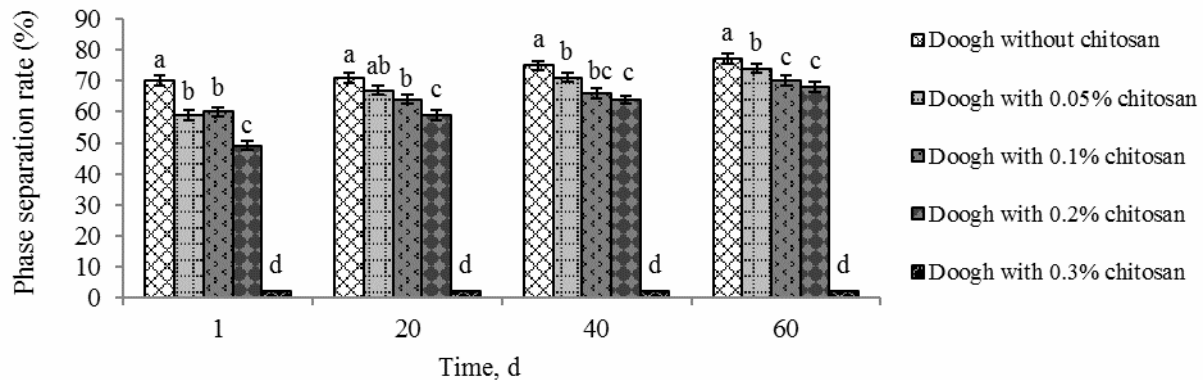 Phase separation rate (%)
90
80
70
60
50
40
30
20
10
0
a
b
b
c
d
a
ab
b
c
d
a
b
bc
c
d
a
b
c
c
d
1
20
40
60
Time, d
Doogh without chitosan
Doogh with 0.05% chitosan
Doogh with 0.1% chitosan
Doogh with 0.2% chitosan
Doogh with 0.3% chitosan